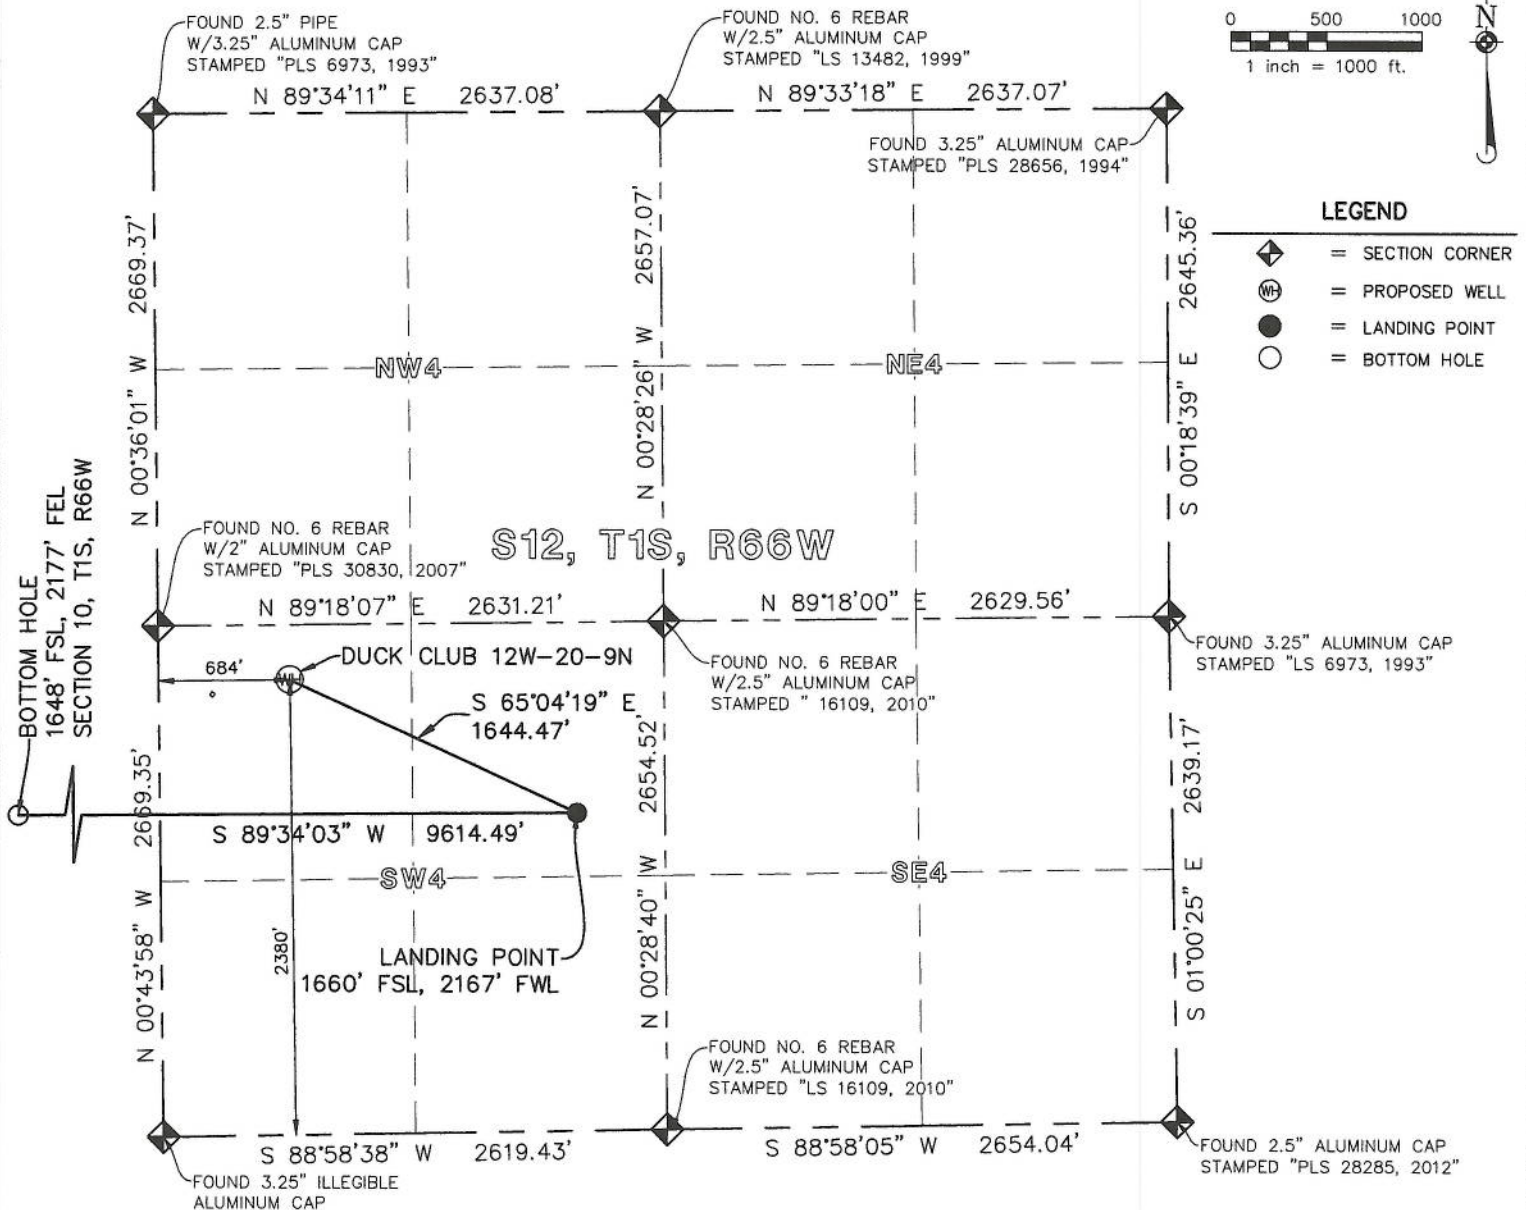 FOUND 2.5" PIPE
W/3.25" ALUMINUM CAP
STAMPED "PLS 6973, 1993"
FOUND NO. 6 REBAR
W/2.5" ALUMINUM CAP
STAMPED "LS 13482, 1999"
0 500 1000
1 inch = 1000 ft.
N
N 89°34'11" E 2637.08'
N 89°33'18" E 2637.07'
FOUND 3.25" ALUMINUM CAP
STAMPED "PLS 28656, 1994"
LEGEND
= SECTION CORNER
WH = PROPOSED WELL
= LANDING POINT
= BOTTOM HOLE
N 00°36'01" W 2669.37'
N 00°28'26" W 2657.07'
S 00°18'39" E 2645.36'
NW4
NE4
S12, T1S, R66W
FOUND NO. 6 REBAR
W/2" ALUMINUM CAP
STAMPED "PLS 30830, 2007"
N 89°18'07" E 2631.21'
N 89°18'00" E 2629.56'
BOTTOM HOLE
1648' FSL, 2177' FEL
SECTION 10, T1S, R66W
684'
DUCK CLUB 12W-20-9N
S 65°04'19" E
1644.47'
FOUND NO. 6 REBAR
W/2.5" ALUMINUM CAP
STAMPED " 16109, 2010"
FOUND 3.25" ALUMINUM CAP
STAMPED "LS 6973, 1993"
N 00°43'58" W 2669.35'
N 00°28'40" W 2654.52'
S 01°00'25" E 2639.17'
S 89°34'03" W 9614.49'
SW4
SE4
2380'
LANDING POINT
1660' FSL, 2167' FWL
FOUND NO. 6 REBAR
W/2.5" ALUMINUM CAP
STAMPED "LS 16109, 2010"
S 88°58'38" W 2619.43'
S 88°58'05" W 2654.04'
FOUND 3.25" ILLEGIBLE
ALUMINUM CAP
FOUND 2.5" ALUMINUM CAP
STAMPED "PLS 28285, 2012"